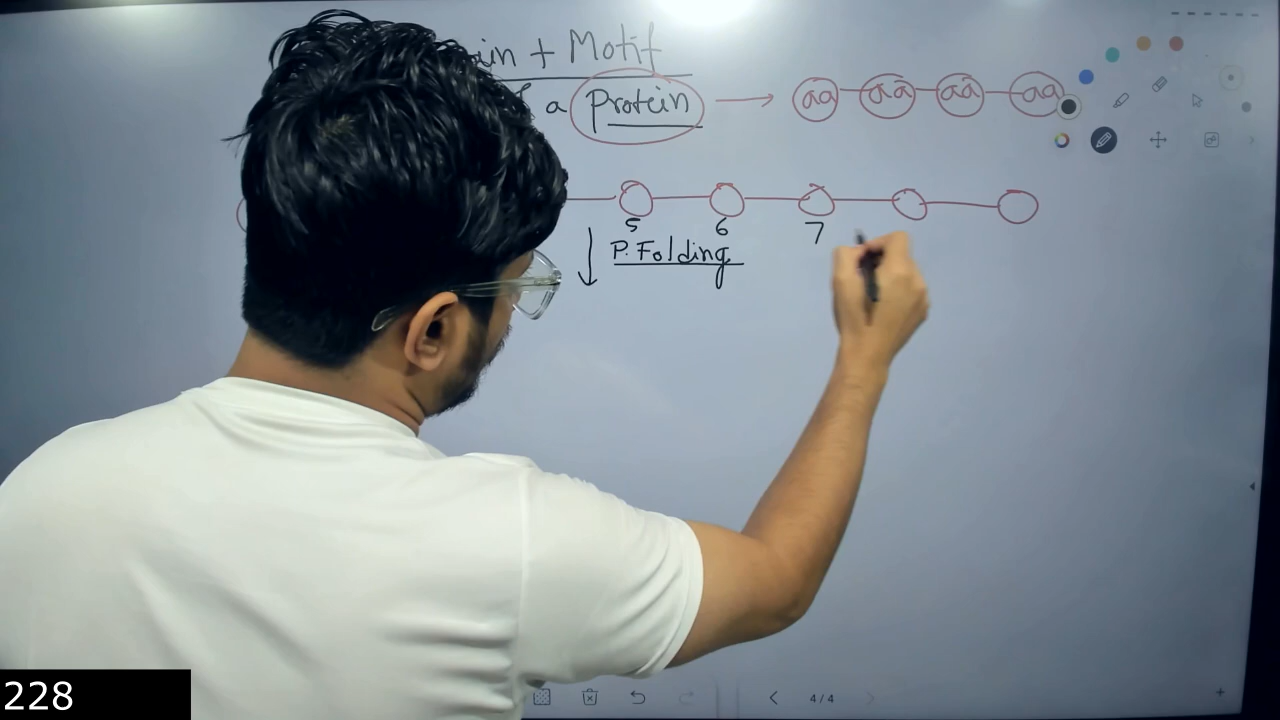 in + Motif
a Protein → aa aa aa aa
5 6 7
↓ P. Folding
4/4
228